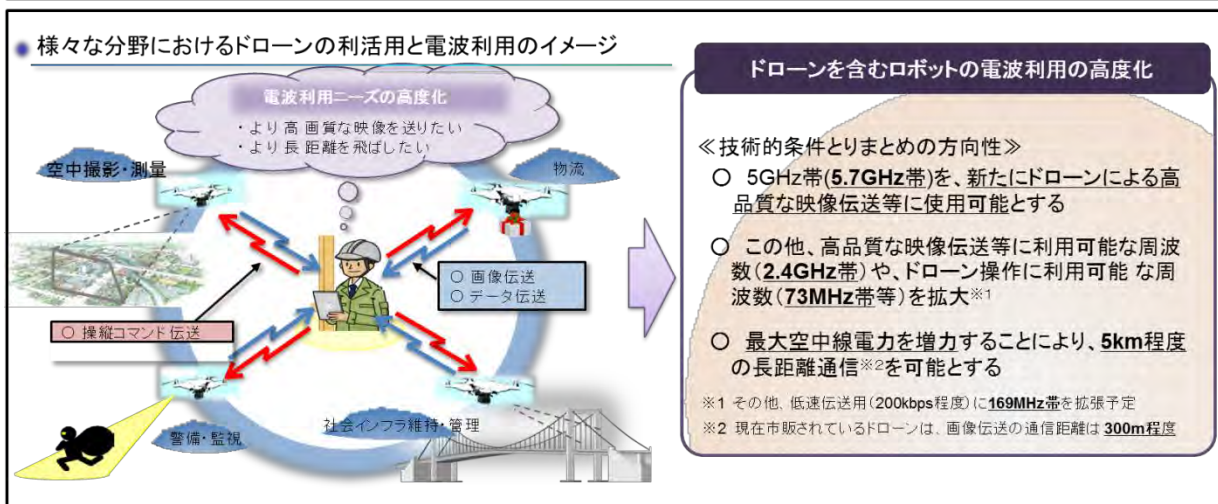 様々な分野におけるドローンの利活用と電波利用のイメージ
電波利用ニーズの高度化
・より高画質な映像を送りたい
・より長距離を飛ばしたい
空中撮影・測量
物流
○ 画像伝送
○ データ伝送
○ 操縦コマンド伝送
警備・監視
社会インフラ維持・管理
ドローンを含むロボットの電波利用の高度化
≪技術的条件とりまとめの方向性≫
○ 5GHz帯(5.7GHz帯)を、新たにドローンによる高
品質な映像伝送等に使用可能とする
○ この他、高品質な映像伝送等に利用可能な周波
数(2.4GHz帯)や、ドローン操作に利用可能 な周
波数(73MHz帯等)を拡大※1
○ 最大空中線電力を増力することにより、5km程度
の長距離通信※2を可能とする
※1 その他、低速伝送用(200kbps程度)に169MHz帯を拡張予定
※2 現在市販されているドローンは、画像伝送の通信距離は 300m程度